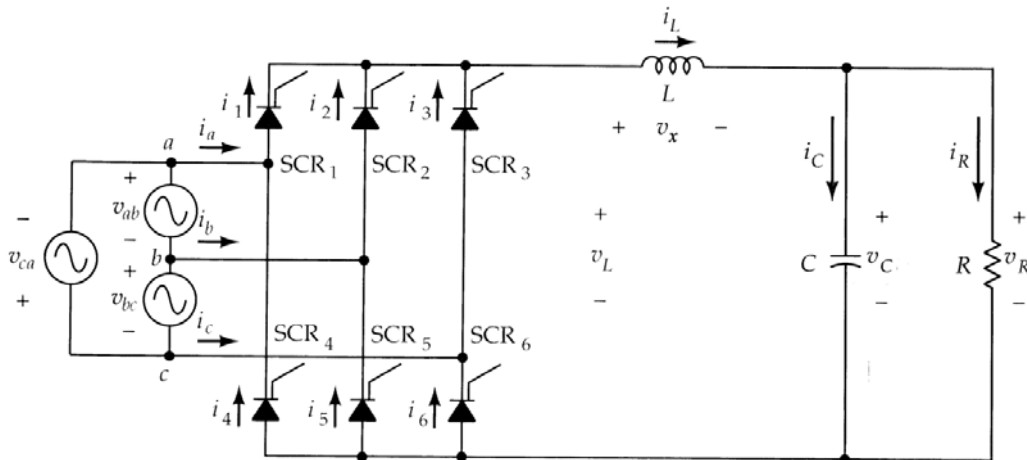 i_L
L
+ v_x −
i_1 i_2 i_3
i_a
a
SCR_1 SCR_2 SCR_3
i_C i_R
+
v_ab
−
i_b
−
v_ca
+
b
+
v_bc
−
i_c
c
+
v_L
−
C
+
v_C
−
R
+
v_R
−
SCR_4 SCR_5 SCR_6
i_4 i_5 i_6